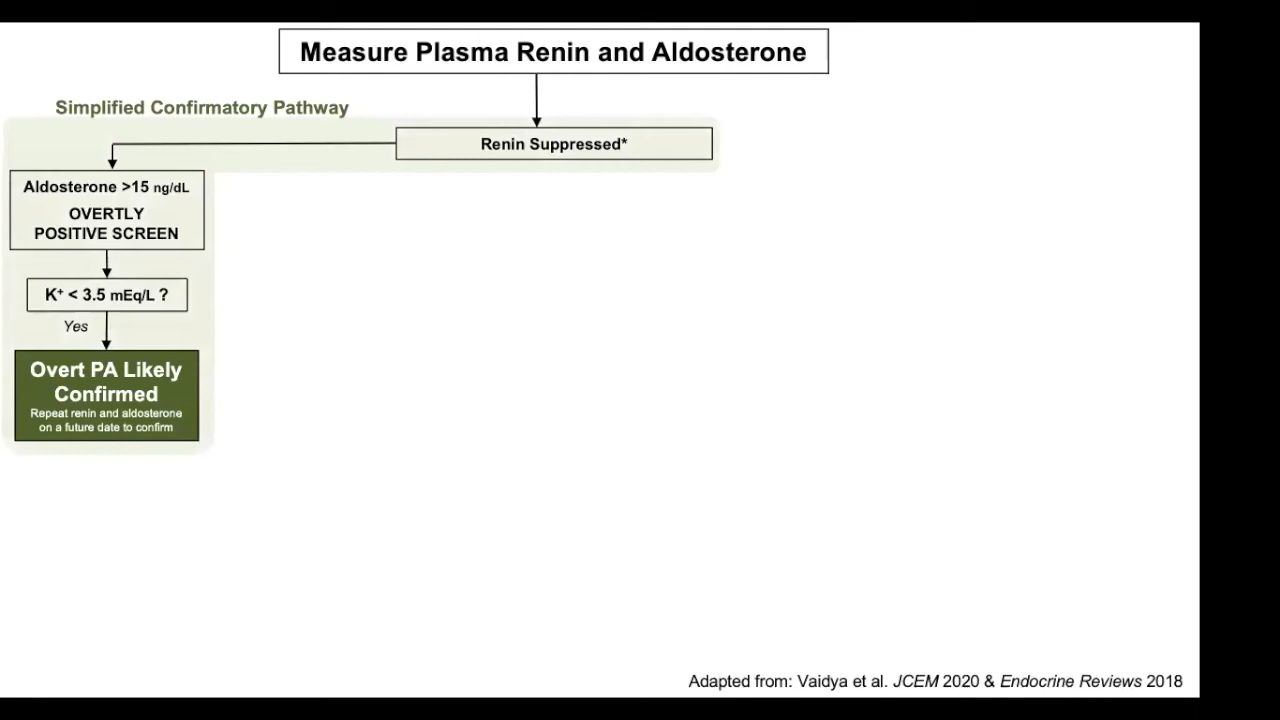 Measure Plasma Renin and Aldosterone
Simplified Confirmatory Pathway
Renin Suppressed*
Aldosterone >15 ng/dL
OVERTLY
POSITIVE SCREEN
K⁺ < 3.5 mEq/L ?
Yes
Overt PA Likely
Confirmed
Repeat renin and aldosterone
on a future date to confirm
Adapted from: Vaidya et al. JCEM 2020 & Endocrine Reviews 2018